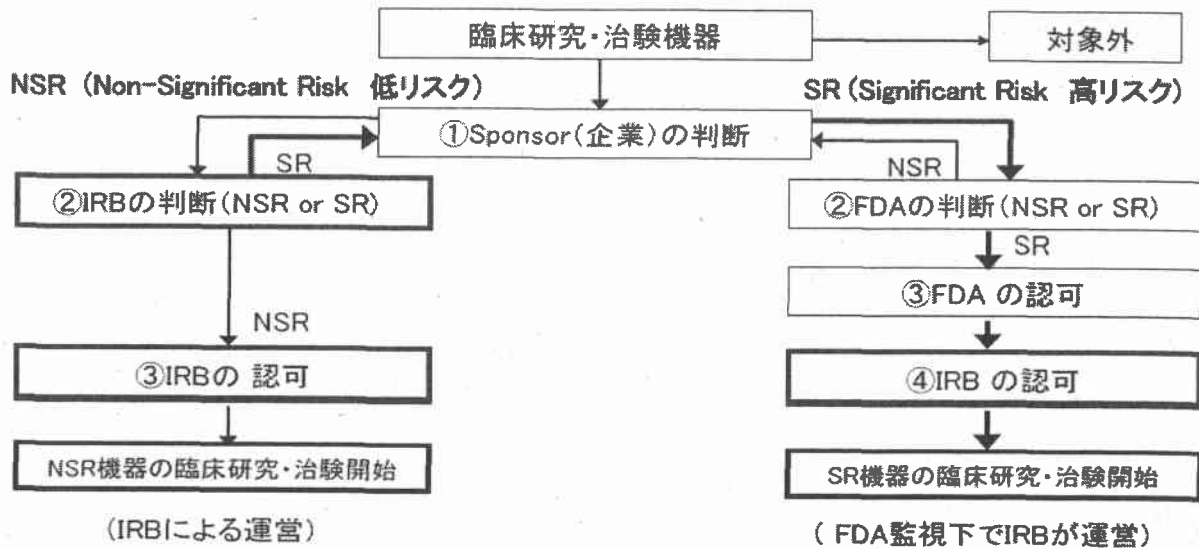 臨床研究・治験機器
対象外
NSR (Non-Significant Risk 低リスク)
SR (Significant Risk 高リスク)
①Sponsor(企業)の判断
SR
NSR
②IRBの判断(NSR or SR)
②FDAの判断(NSR or SR)
SR
③FDA の認可
NSR
③IRBの 認可
④IRB の認可
NSR機器の臨床研究・治験開始
SR機器の臨床研究・治験開始
(IRBによる運営)
( FDA監視下でIRBが運営)